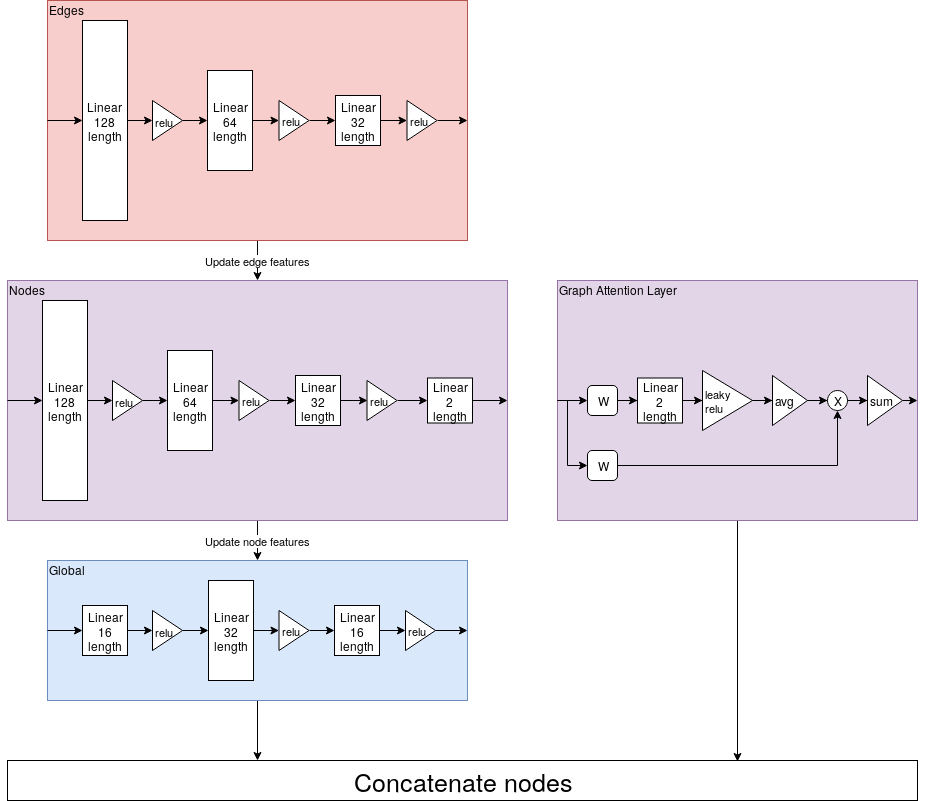 Edges
Linear
128
length
relu
Linear
64
length
relu
Linear
32
length
relu
Update edge features
Nodes
Linear
128
length
relu
Linear
64
length
relu
Linear
32
length
relu
Linear
2
length
Graph Attention Layer
W
Linear
2
length
leaky
relu
avg
X
sum
W
Update node features
Global
Linear
16
length
relu
Linear
32
length
relu
Linear
16
length
relu
Concatenate nodes